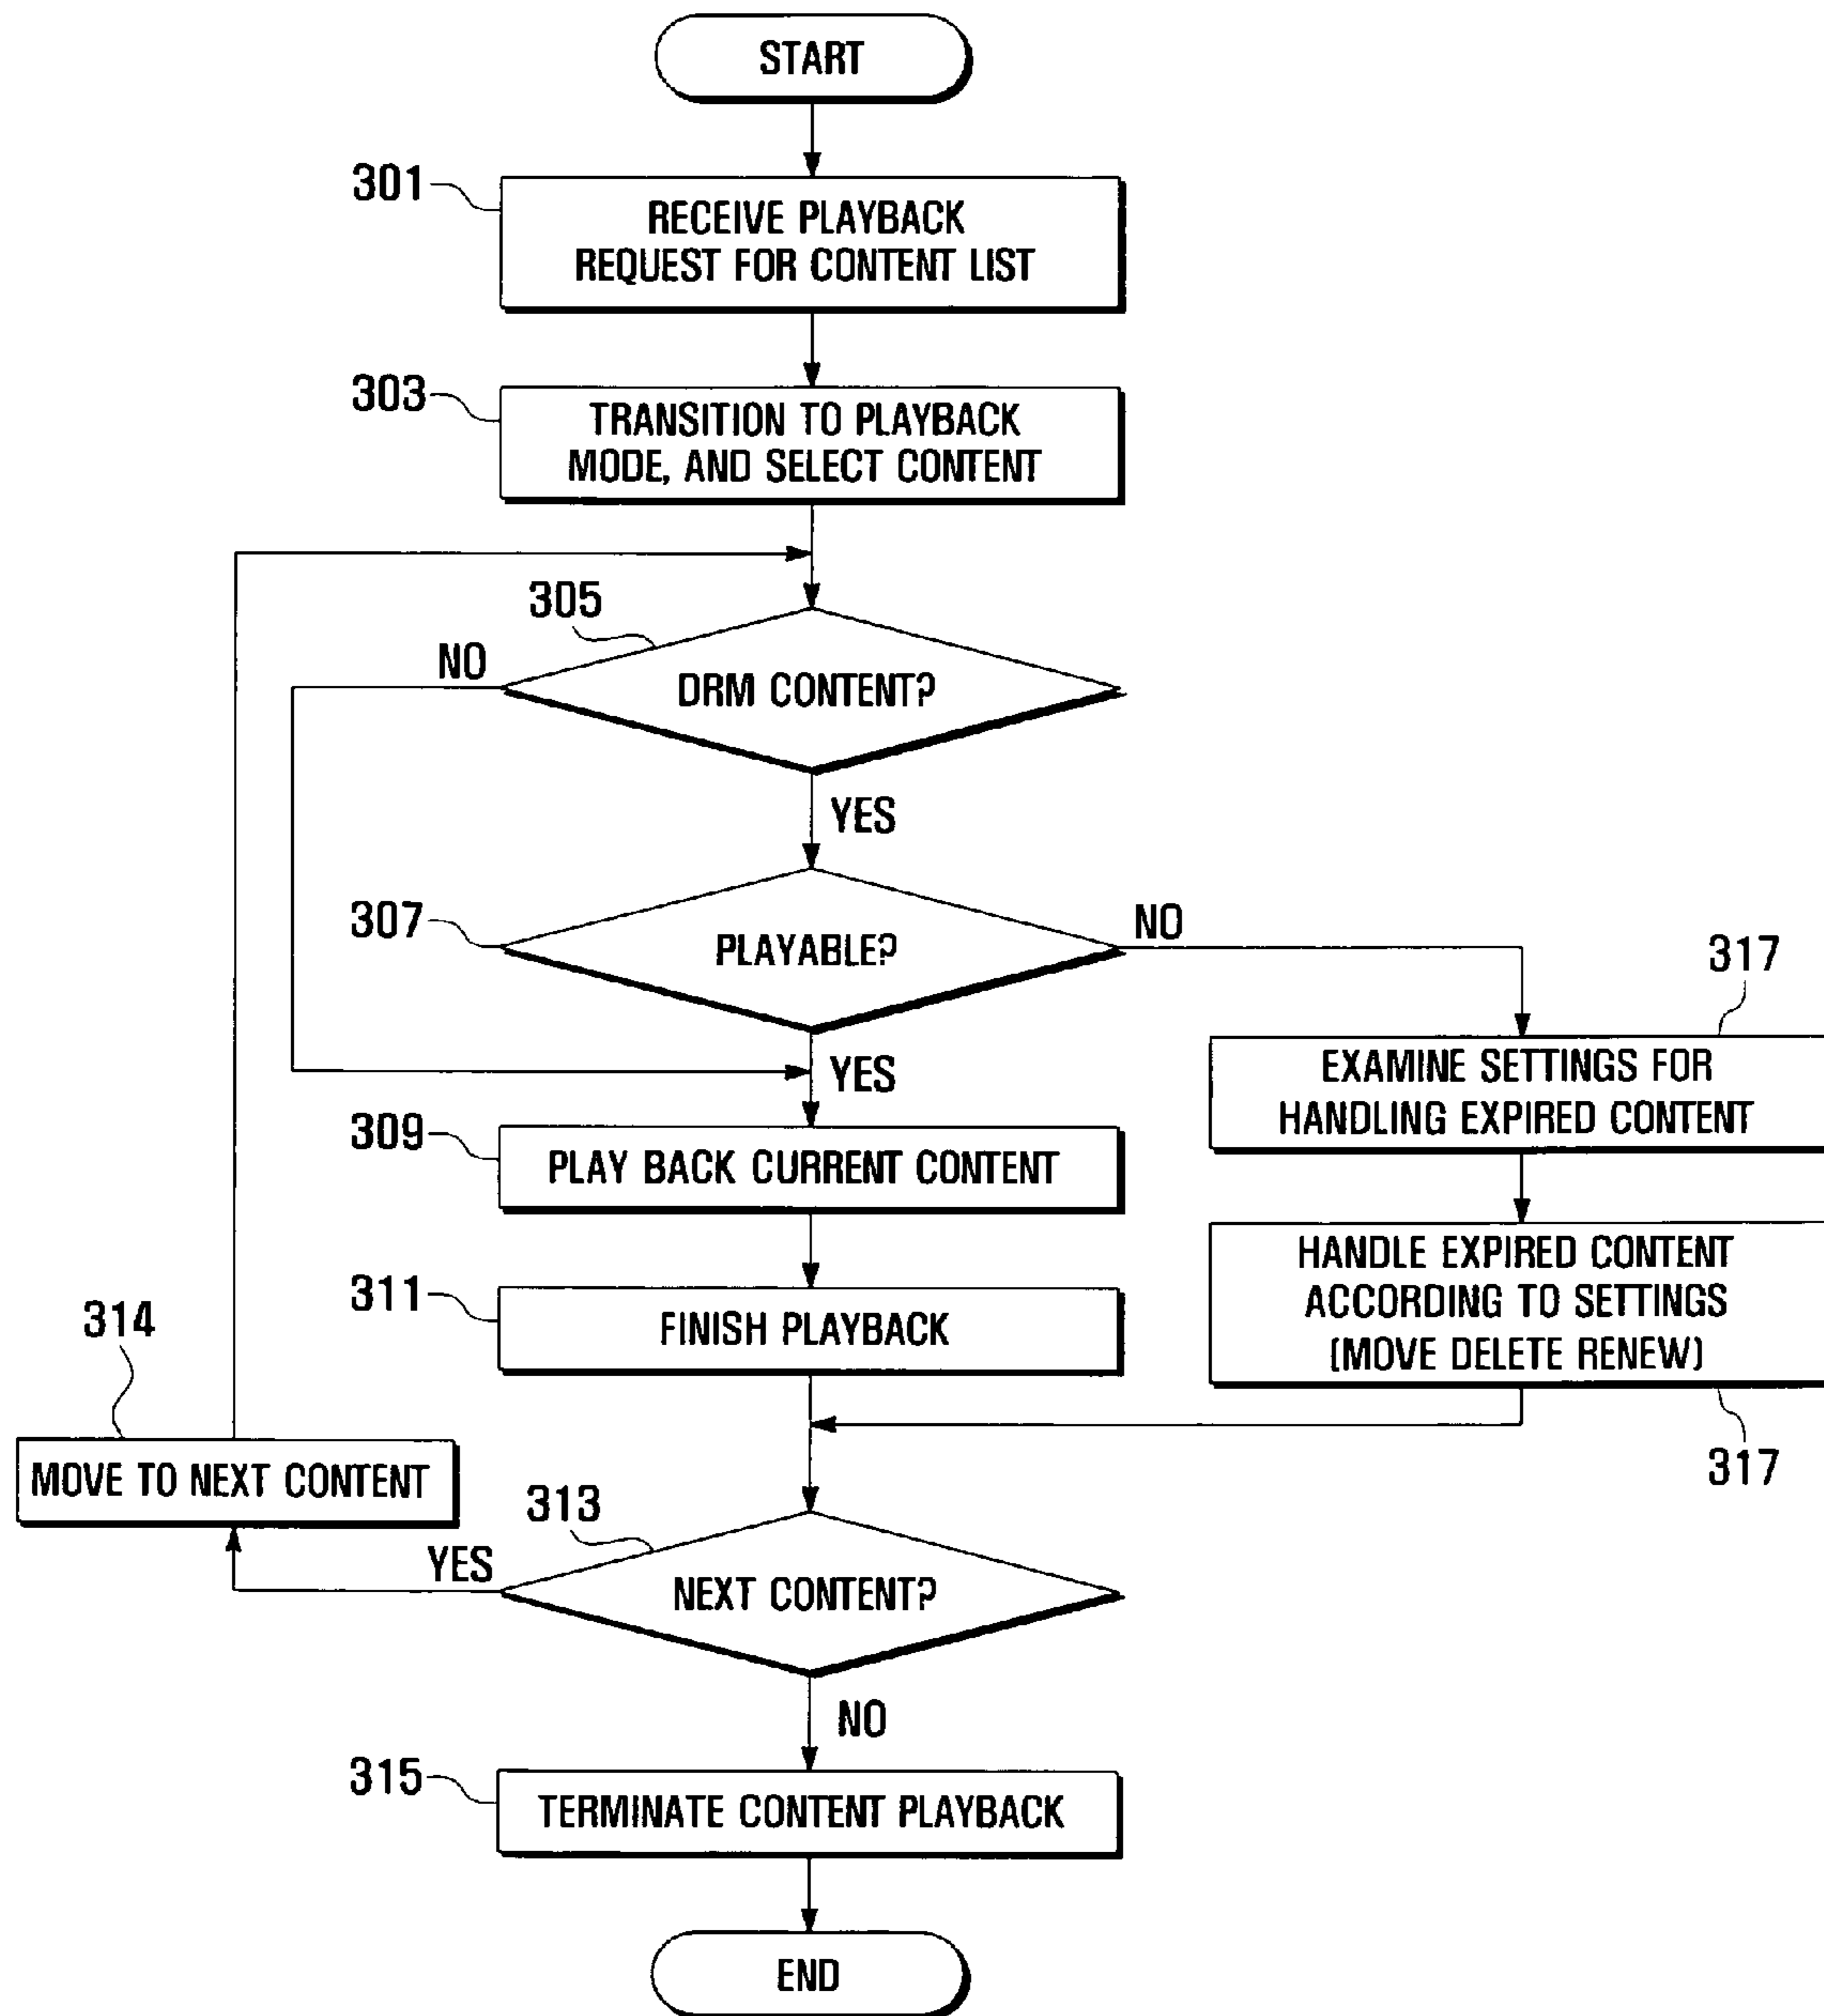 START
301
RECEIVE PLAYBACK
REQUEST FOR CONTENT LIST
303
TRANSITION TO PLAYBACK
MODE, AND SELECT CONTENT
305
NO
DRM CONTENT?
YES
307
PLAYABLE?
NO
317
EXAMINE SETTINGS FOR
HANDLING EXPIRED CONTENT
YES
309
PLAY BACK CURRENT CONTENT
HANDLE EXPIRED CONTENT
ACCORDING TO SETTINGS
(MOVE DELETE RENEW)
317
311
FINISH PLAYBACK
314
MOVE TO NEXT CONTENT
313
YES
NEXT CONTENT?
NO
315
TERMINATE CONTENT PLAYBACK
END